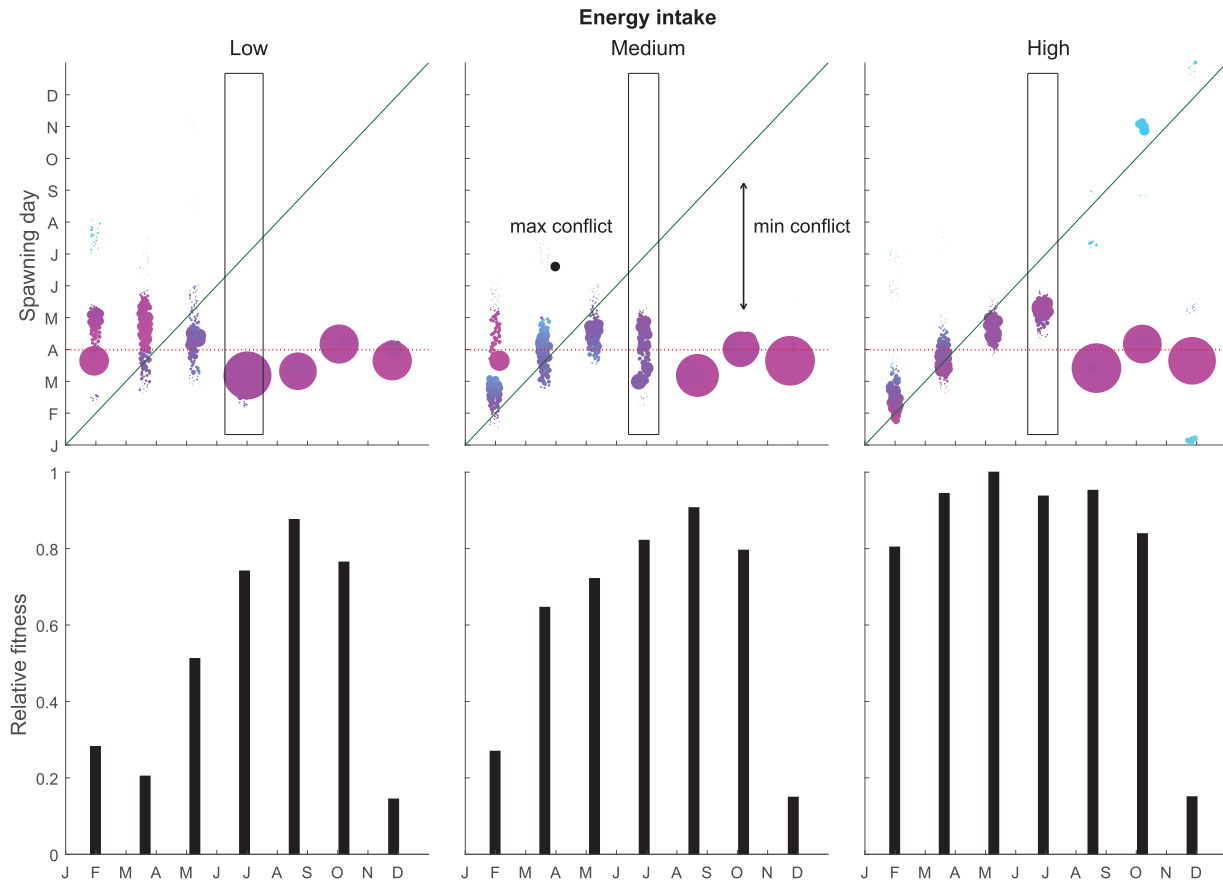 Energy intake
Low Medium High
D
N
O
S
A
J
J
M
A
M
F
J
Spawning day
max conflict
min conflict
J F M A M J J A S O N D
J F M A M J J A S O N D
J F M A M J J A S O N D
1
0.8
0.6
0.4
0.2
0
Relative fitness
J F M A M J J A S O N D
J F M A M J J A S O N D
J F M A M J J A S O N D